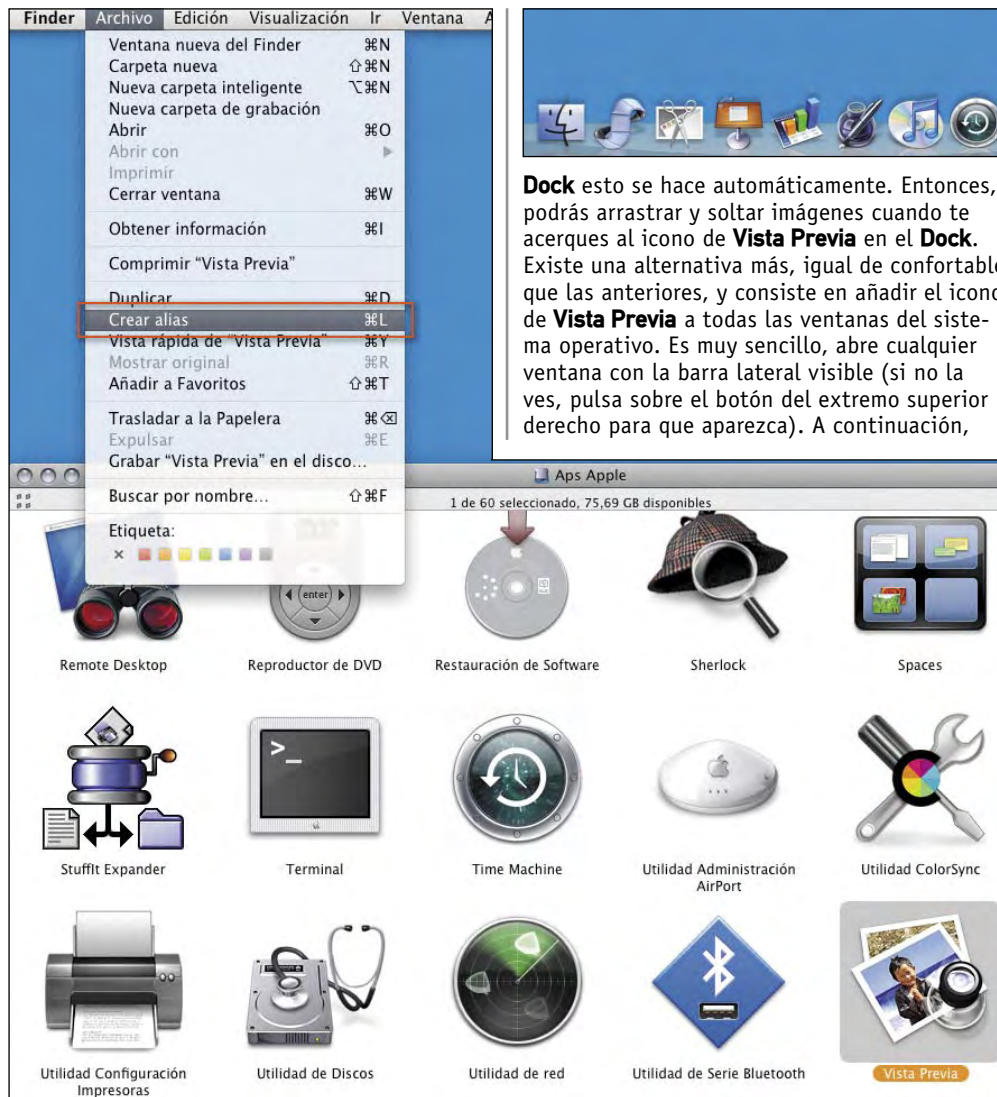 Finder Archivo Edición Visualización Ir Ventana
Ventana nueva del Finder ⌘N
Carpeta nueva ⇧⌘N
Nueva carpeta inteligente ⌥⌘N
Nueva carpeta de grabación
Abrir ⌘O
Abrir con ▶
Imprimir
Cerrar ventana ⌘W
Obtener información ⌘I
Comprimir “Vista Previa”
Duplicar ⌘D
Crear alias ⌘L
Vista rápida de “Vista Previa” ⌘Y
Mostrar original ⌘R
Añadir a Favoritos ⇧⌘T
Trasladar a la Papelera ⌘⌫
Expulsar ⌘E
Grabar “Vista Previa” en el disco…
Buscar por nombre… ⇧⌘F
Etiqueta:
×
Dock esto se hace automáticamente. Entonces,
podrás arrastrar y soltar imágenes cuando te
acerques al icono de Vista Previa en el Dock.
Existe una alternativa más, igual de confortable
que las anteriores, y consiste en añadir el icono
de Vista Previa a todas las ventanas del siste-
ma operativo. Es muy sencillo, abre cualquier
ventana con la barra lateral visible (si no la
ves, pulsa sobre el botón del extremo superior
derecho para que aparezca). A continuación,
Aps Apple
1 de 60 seleccionado, 75,69 GB disponibles
enter
Remote Desktop
Reproductor de DVD
Restauración de Software
Sherlock
Spaces
>_
StuffIt Expander
Terminal
Time Machine
Utilidad Administración
AirPort
Utilidad ColorSync
Utilidad Configuración
Impresoras
Utilidad de Discos
Utilidad de red
Utilidad de Serie Bluetooth
Vista Previa